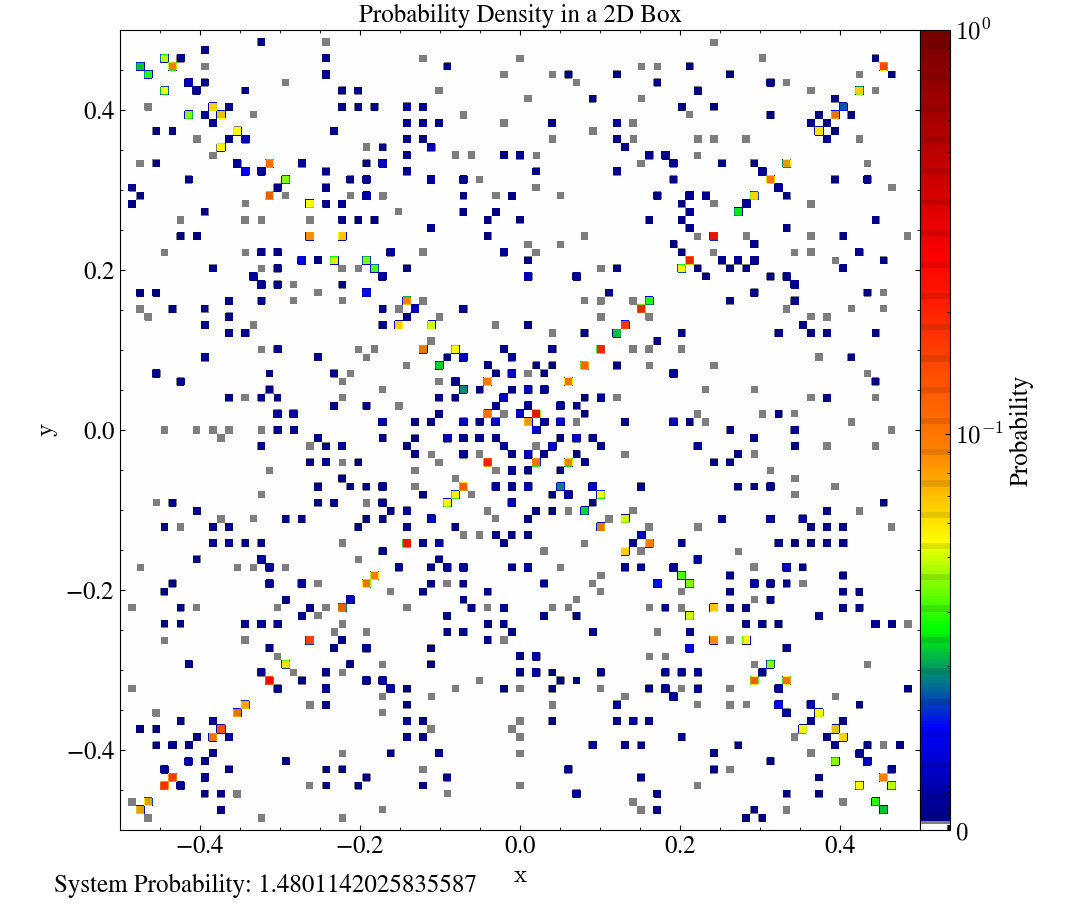 Probability Density in a 2D Box
10^0
0.4
0.2
y
0.0
10^−1
Probability
−0.2
−0.4
0
−0.4 −0.2 0.0 0.2 0.4
x
System Probability: 1.4801142025835587